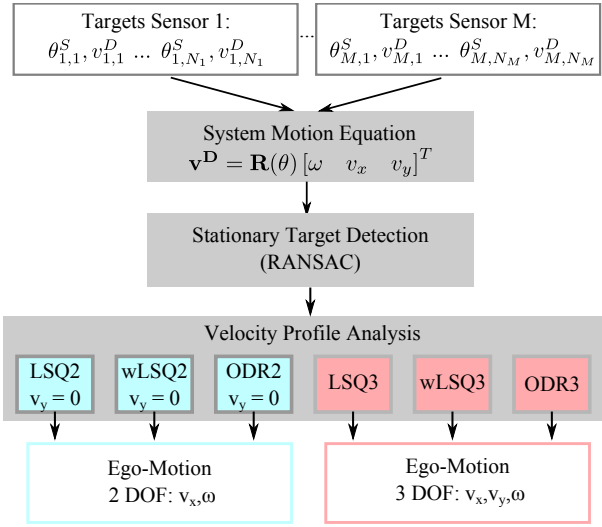 Targets Sensor 1:
θ^S_{1,1}, v^D_{1,1} ... θ^S_{1,N_1}, v^D_{1,N_1}
...
Targets Sensor M:
θ^S_{M,1}, v^D_{M,1} ... θ^S_{M,N_M}, v^D_{M,N_M}
System Motion Equation
v^D = R(θ) [ω v_x v_y]^T
Stationary Target Detection
(RANSAC)
Velocity Profile Analysis
LSQ2
v_y = 0
wLSQ2
v_y = 0
ODR2
v_y = 0
LSQ3
wLSQ3
ODR3
Ego-Motion
2 DOF: v_x,ω
Ego-Motion
3 DOF: v_x,v_y,ω